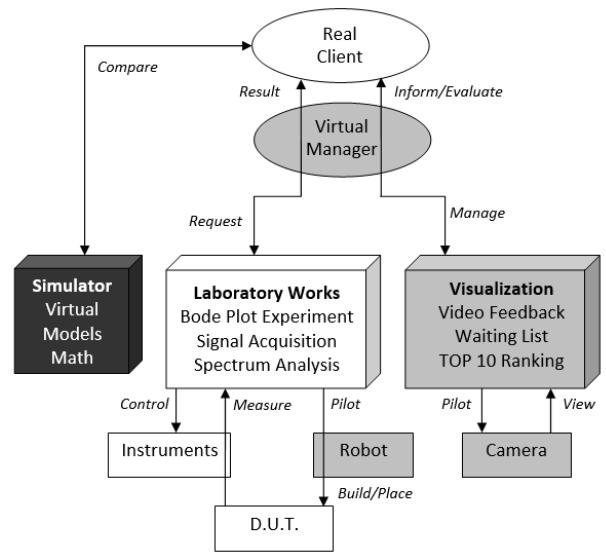 Real
Client
Compare
Result
Inform/Evaluate
Virtual
Manager
Request
Manage
Simulator
Virtual
Models
Math
Laboratory Works
Bode Plot Experiment
Signal Acquisition
Spectrum Analysis
Visualization
Video Feedback
Waiting List
TOP 10 Ranking
Control
Measure
Pilot
Pilot
View
Instruments
Robot
Camera
Build/Place
D.U.T.